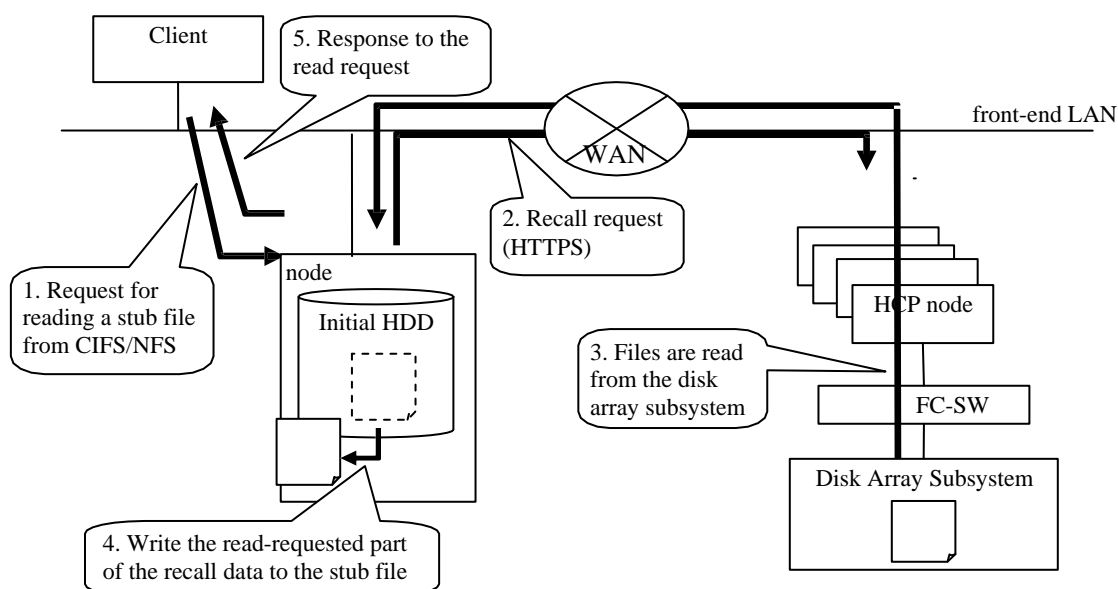 Client
5. Response to the
read request
front-end LAN
WAN
2. Recall request
(HTTPS)
1. Request for
reading a stub file
from CIFS/NFS
node
Initial HDD
HCP node
3. Files are read
from the disk
array subsystem
FC-SW
Disk Array Subsystem
4. Write the read-requested part
of the recall data to the stub file